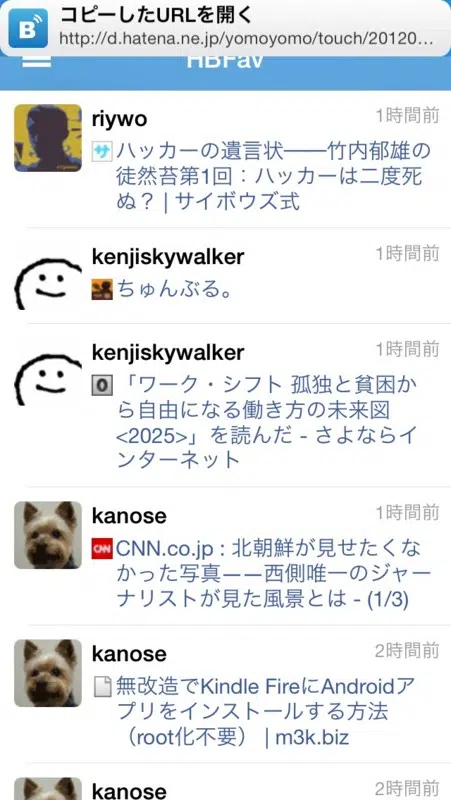 コピーしたURLを開く
http://d.hatena.ne.jp/yomoyomo/touch/20120...
HBFav
riywo
1時間前
ハッカーの遺言状——竹内郁雄の
徒然苔第1回：ハッカーは二度死
ぬ？ | サイボウズ式
kenjiskywalker
1時間前
ちゅんぶる。
kenjiskywalker
1時間前
「ワーク・シフト 孤独と貧困か
ら自由になる働き方の未来図
<2025>」を読んだ - さよならイ
ンターネット
kanose
1時間前
CNN.co.jp : 北朝鮮が見せたくな
かった写真——西側唯一のジャー
ナリストが見た風景とは - (1/3)
kanose
2時間前
無改造でKindle FireにAndroidア
プリをインストールする方法
（root化不要） | m3k.biz
kanose
2時間前